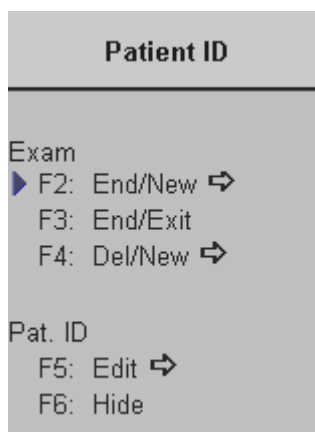 Patient ID
Exam
F2: End/New ➩
F3: End/Exit
F4: Del/New ➩
Pat. ID
F5: Edit ➩
F6: Hide